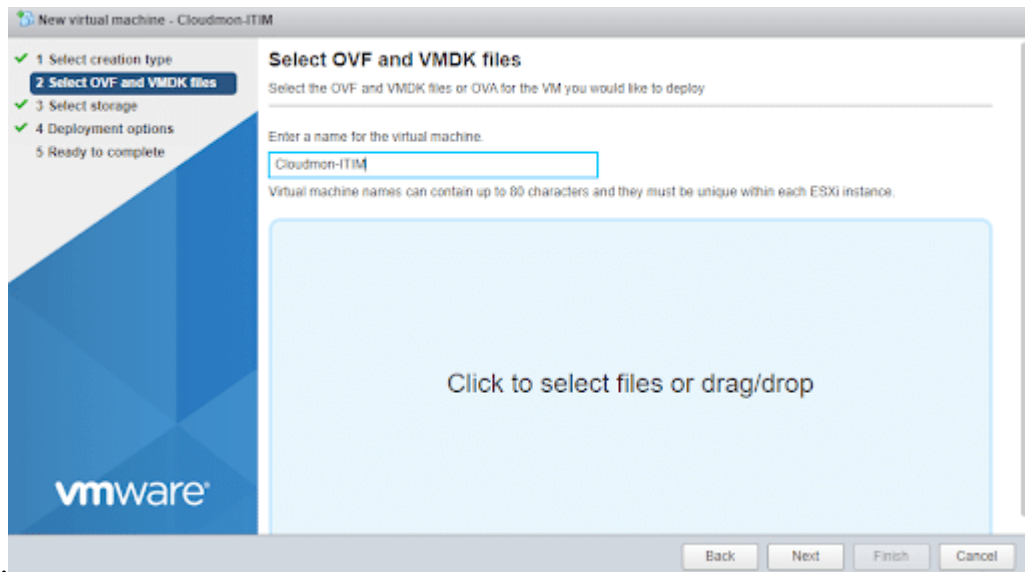 New virtual machine - Cloudmon-ITIM
1 Select creation type
2 Select OVF and VMDK files
3 Select storage
4 Deployment options
5 Ready to complete
Select OVF and VMDK files
Select the OVF and VMDK files or OVA for the VM you would like to deploy
Enter a name for the virtual machine.
Cloudmon-ITIM
Virtual machine names can contain up to 80 characters and they must be unique within each ESXi instance.
Click to select files or drag/drop
vmware®
Back Next Finish Cancel
.